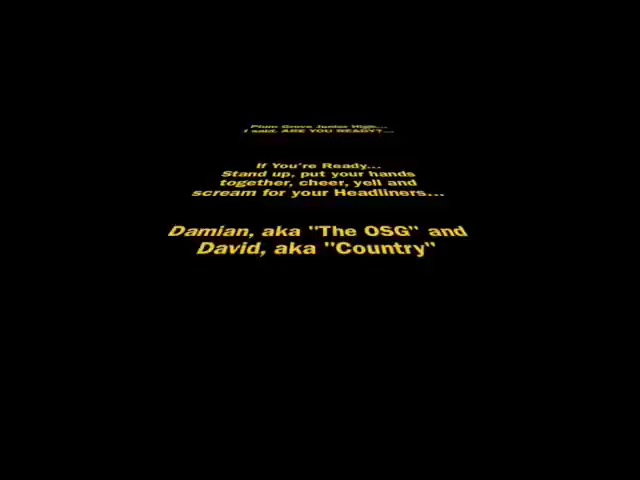 Plum Grove Junior High...
I said, ARE YOU READY?...
If You're Ready...
Stand up, put your hands
together, cheer, yell and
scream for your Headliners...
Damian, aka "The OSG" and
David, aka "Country"